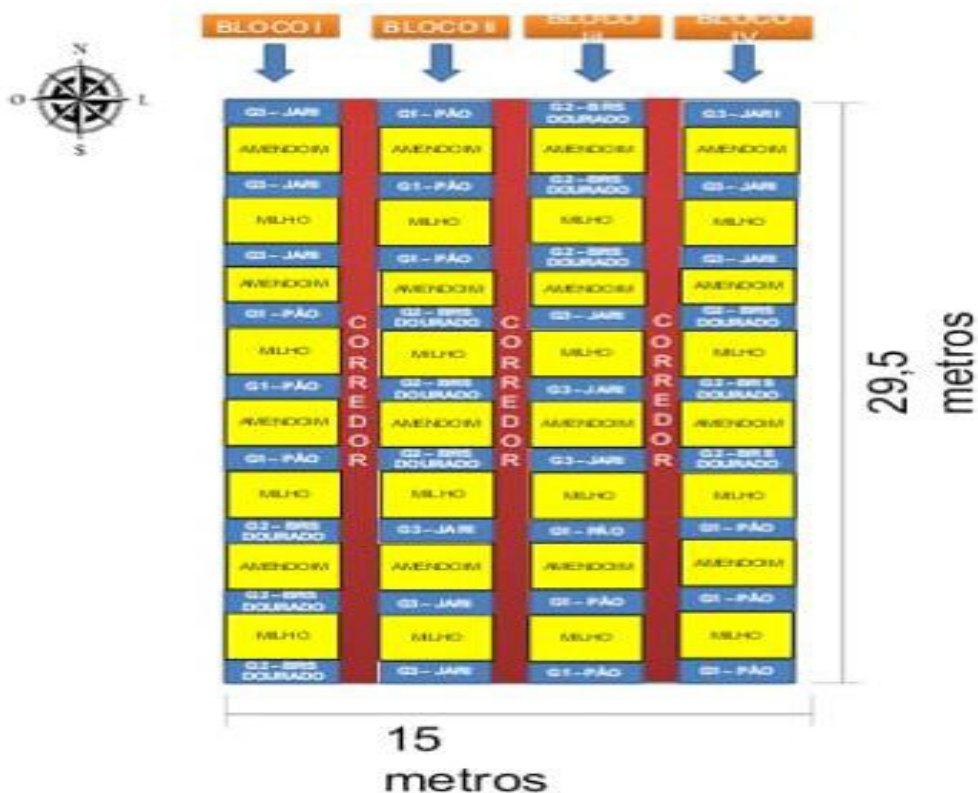 BLOCO I
BLOCO II
BLOCO III
BLOCO IV
N
O
L
S
G3 – JARI
G1 – PÃO
G2 – BRS DOURADO
G3 – JARI
AMENDOIM
AMENDOIM
AMENDOIM
AMENDOIM
G3 – JARI
G1 – PÃO
G2 – BRS DOURADO
G3 – JARI
MILHO
MILHO
MILHO
MILHO
G3 – JARI
G1 – PÃO
G2 – BRS DOURADO
G3 – JARI
AMENDOIM
AMENDOIM
AMENDOIM
AMENDOIM
G1 – PÃO
G2 – BRS DOURADO
G3 – JARI
G2 – BRS DOURADO
MILHO
MILHO
MILHO
MILHO
G1 – PÃO
G2 – BRS DOURADO
G3 – JARI
G2 – BRS DOURADO
AMENDOIM
AMENDOIM
AMENDOIM
AMENDOIM
G1 – PÃO
G2 – BRS DOURADO
G3 – JARI
G2 – BRS DOURADO
MILHO
MILHO
MILHO
MILHO
G2 – BRS DOURADO
G3 – JARI
G1 – PÃO
G1 – PÃO
AMENDOIM
AMENDOIM
AMENDOIM
AMENDOIM
G2 – BRS DOURADO
G3 – JARI
G1 – PÃO
G1 – PÃO
MILHO
MILHO
MILHO
MILHO
G2 – BRS DOURADO
G3 – JARI
G1 – PÃO
G1 – PÃO
CORREDOR
CORREDOR
CORREDOR
29,5
metros
15
metros